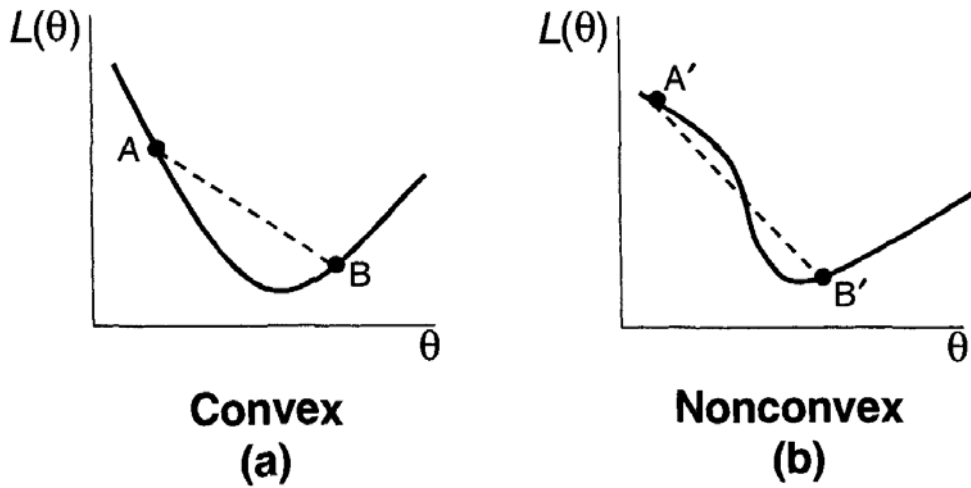 L(θ)
A
B
θ
Convex
(a)
L(θ)
A′
B′
θ
Nonconvex
(b)